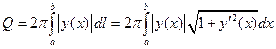 Q = 2π∫_a^b |y(x)| dl = 2π∫_a^b |y(x)| √(1 + y′²(x)) dx